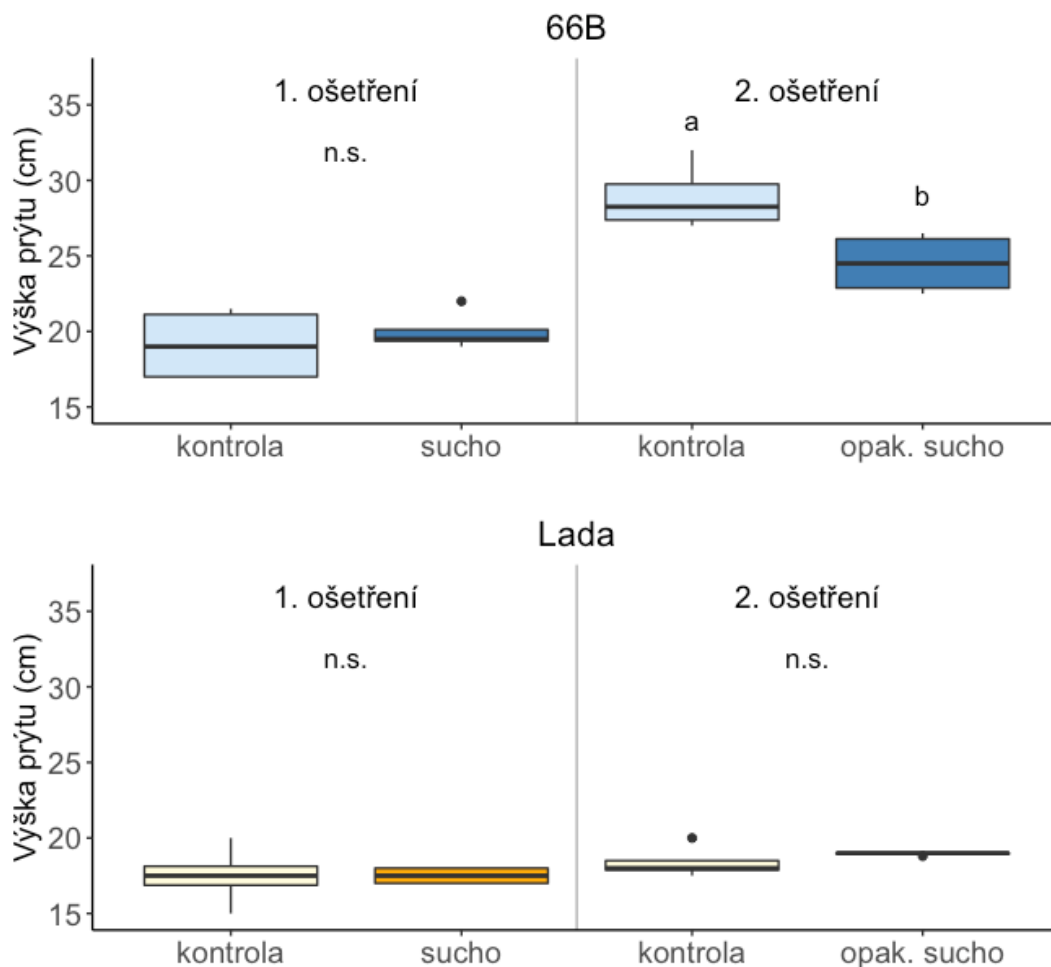 66B
1. ošetření
2. ošetření
n.s.
a
b
Výška prýtu (cm)
35
30
25
20
15
kontrola
sucho
kontrola
opak. sucho
Lada
1. ošetření
2. ošetření
n.s.
n.s.
Výška prýtu (cm)
35
30
25
20
15
kontrola
sucho
kontrola
opak. sucho